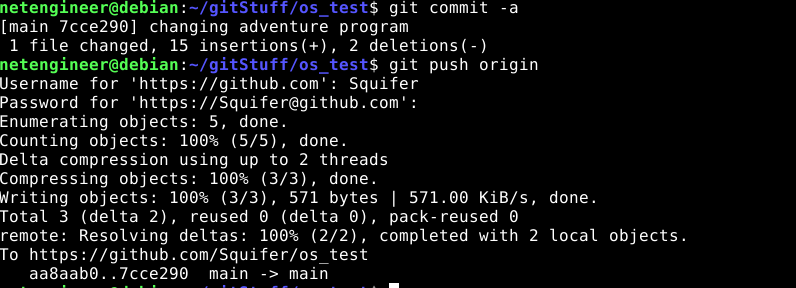 netengineer@debian:~/gitStuff/os_test$ git commit -a
[main 7cce290] changing adventure program
 1 file changed, 15 insertions(+), 2 deletions(-)
netengineer@debian:~/gitStuff/os_test$ git push origin
Username for 'https://github.com': Squifer
Password for 'https://Squifer@github.com':
Enumerating objects: 5, done.
Counting objects: 100% (5/5), done.
Delta compression using up to 2 threads
Compressing objects: 100% (3/3), done.
Writing objects: 100% (3/3), 571 bytes | 571.00 KiB/s, done.
Total 3 (delta 2), reused 0 (delta 0), pack-reused 0
remote: Resolving deltas: 100% (2/2), completed with 2 local objects.
To https://github.com/Squifer/os_test
   aa8aab0..7cce290  main -> main
netengineer@debian:~/gitStuff/os_test$